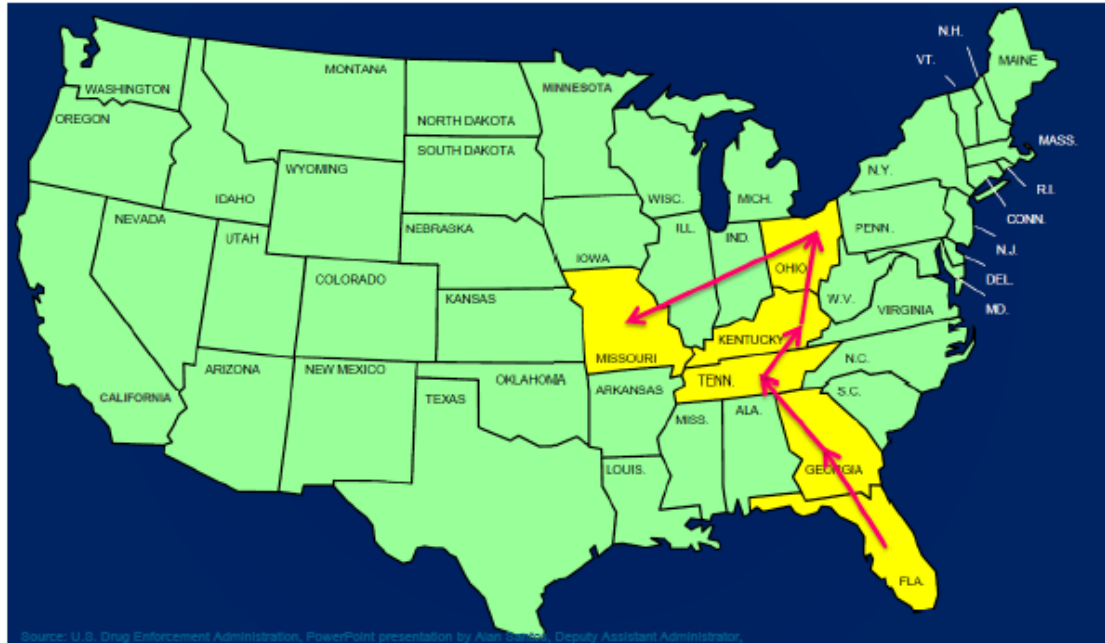 N.H.
VT.
MAINE
WASHINGTON
MONTANA
NORTH DAKOTA
MINNESOTA
OREGON
MASS.
SOUTH DAKOTA
WYOMING
N.Y.
R.I.
IDAHO
WISC.
MICH.
CONN.
NEVADA
NEBRASKA
ILL.
IND.
PENN.
UTAH
N.J.
IOWA
OHIO
COLORADO
DEL.
KANSAS
W.V.
VIRGINIA
MD.
KENTUCKY
MISSOURI
N.C.
ARIZONA
NEW MEXICO
OKLAHOMA
TENN.
CALIFORNIA
TEXAS
ARKANSAS
S.C.
MISS.
ALA.
LOUIS.
GEORGIA
FLA.
Source: U.S. Drug Enforcement Administration, PowerPoint presentation by Alan Santos, Deputy Assistant Administrator,